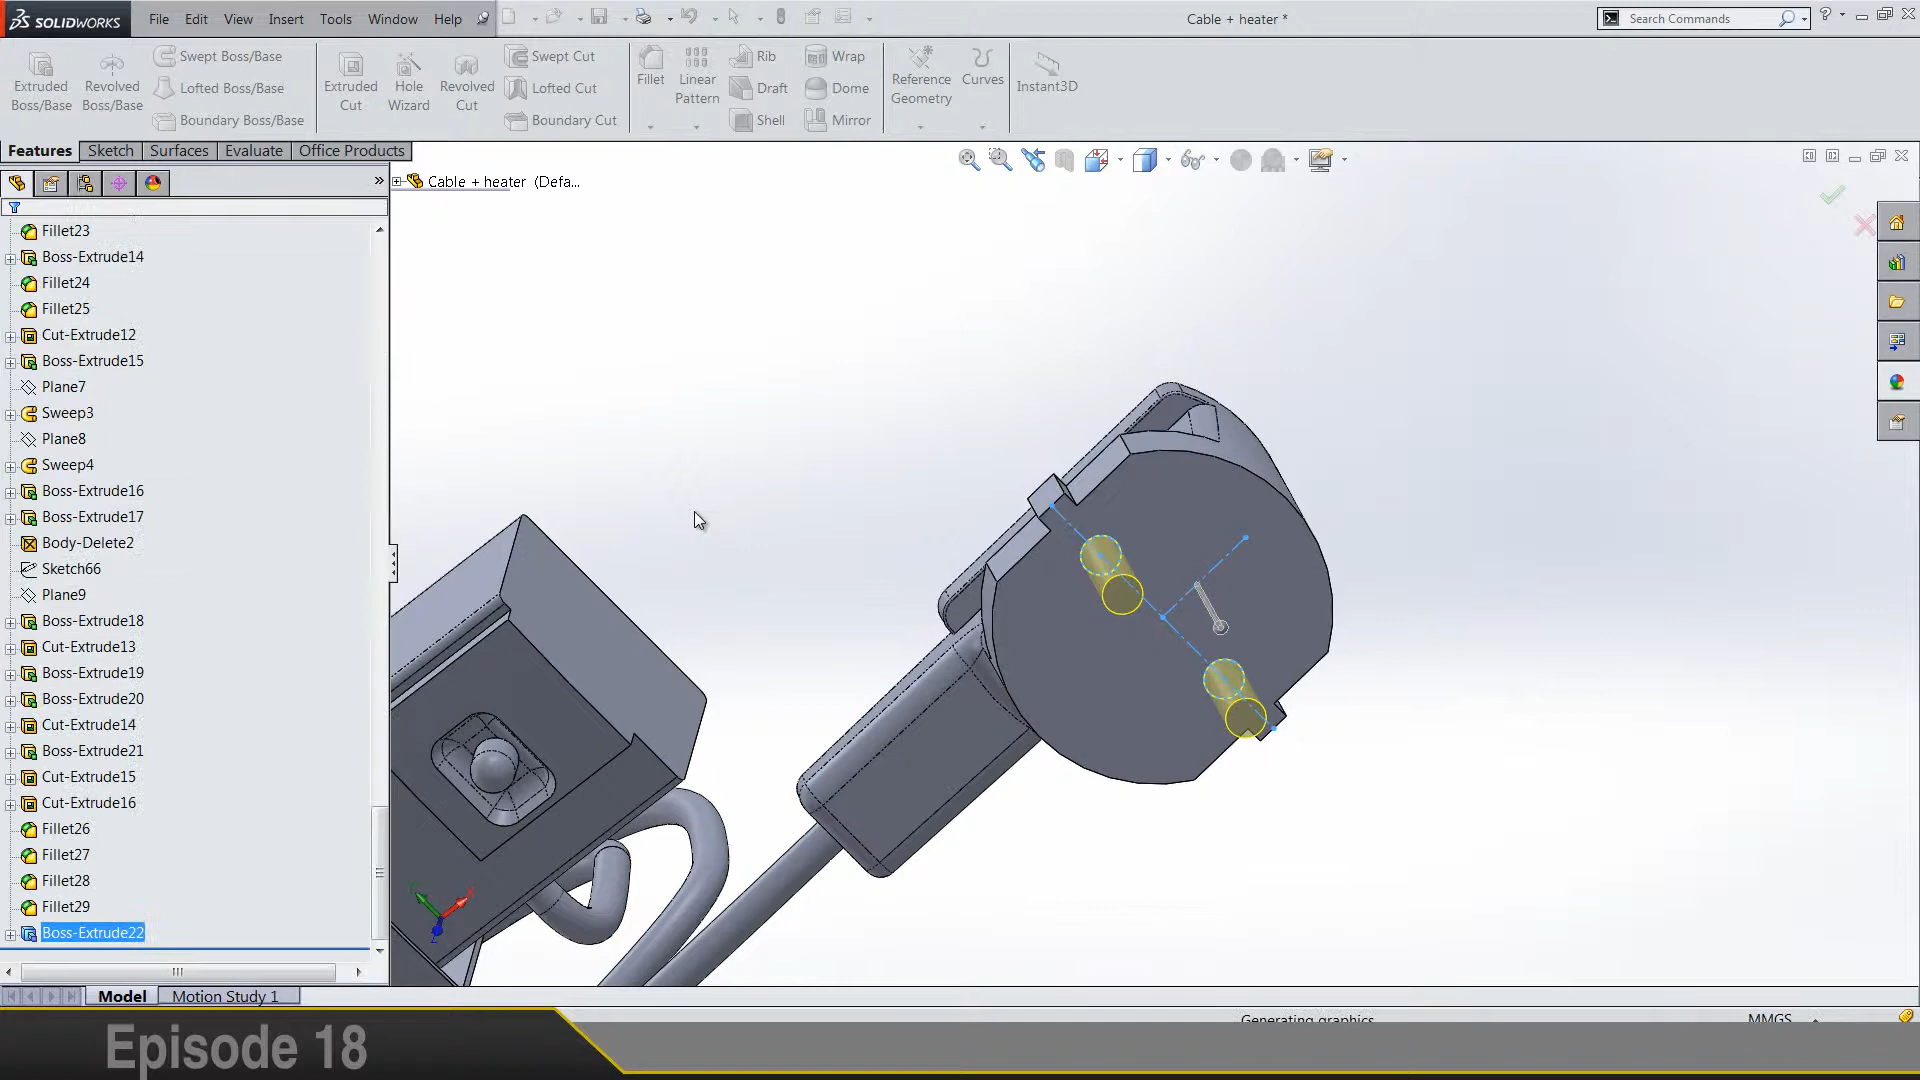 SOLIDWORKS
File Edit View Insert Tools Window Help
Cable + heater *
Search Commands
Extruded Boss/Base
Revolved Boss/Base
Swept Boss/Base
Lofted Boss/Base
Boundary Boss/Base
Extruded Cut
Hole Wizard
Revolved Cut
Swept Cut
Lofted Cut
Boundary Cut
Fillet
Linear Pattern
Rib
Draft
Shell
Wrap
Dome
Mirror
Reference Geometry
Curves
Instant3D
Features Sketch Surfaces Evaluate Office Products
Cable + heater (Defa...
Fillet23
Boss-Extrude14
Fillet24
Fillet25
Cut-Extrude12
Boss-Extrude15
Plane7
Sweep3
Plane8
Sweep4
Boss-Extrude16
Boss-Extrude17
Body-Delete2
Sketch66
Plane9
Boss-Extrude18
Cut-Extrude13
Boss-Extrude19
Boss-Extrude20
Cut-Extrude14
Boss-Extrude21
Cut-Extrude15
Cut-Extrude16
Fillet26
Fillet27
Fillet28
Fillet29
Boss-Extrude22
Model Motion Study 1
Generating graphics
MMGS
Episode 18